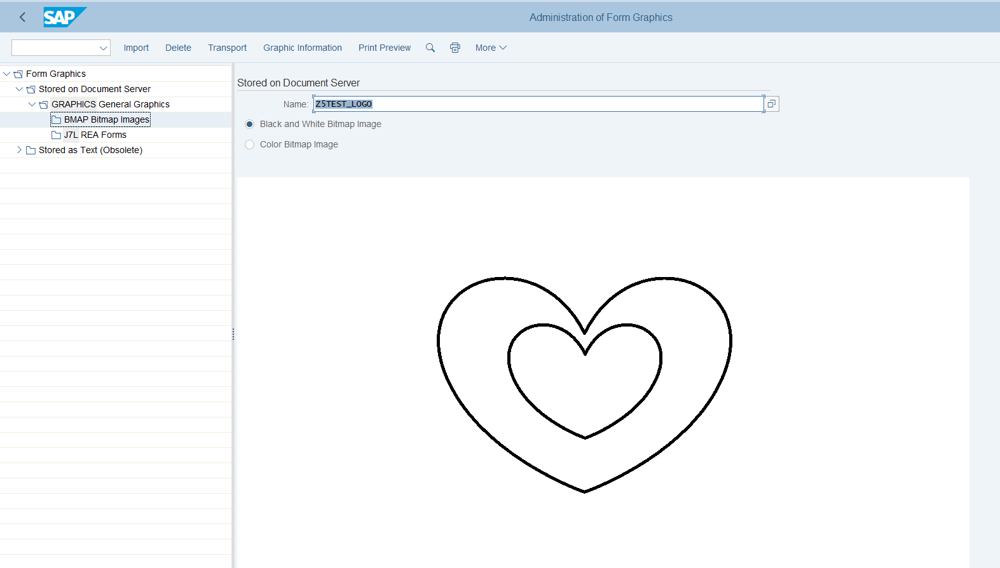 SAP
Administration of Form Graphics
Import Delete Transport Graphic Information Print Preview More
Form Graphics
Stored on Document Server
GRAPHICS General Graphics
BMAP Bitmap Images
J7L REA Forms
Stored as Text (Obsolete)
Stored on Document Server
Name: Z5TEST_LOGO
Black and White Bitmap Image
Color Bitmap Image